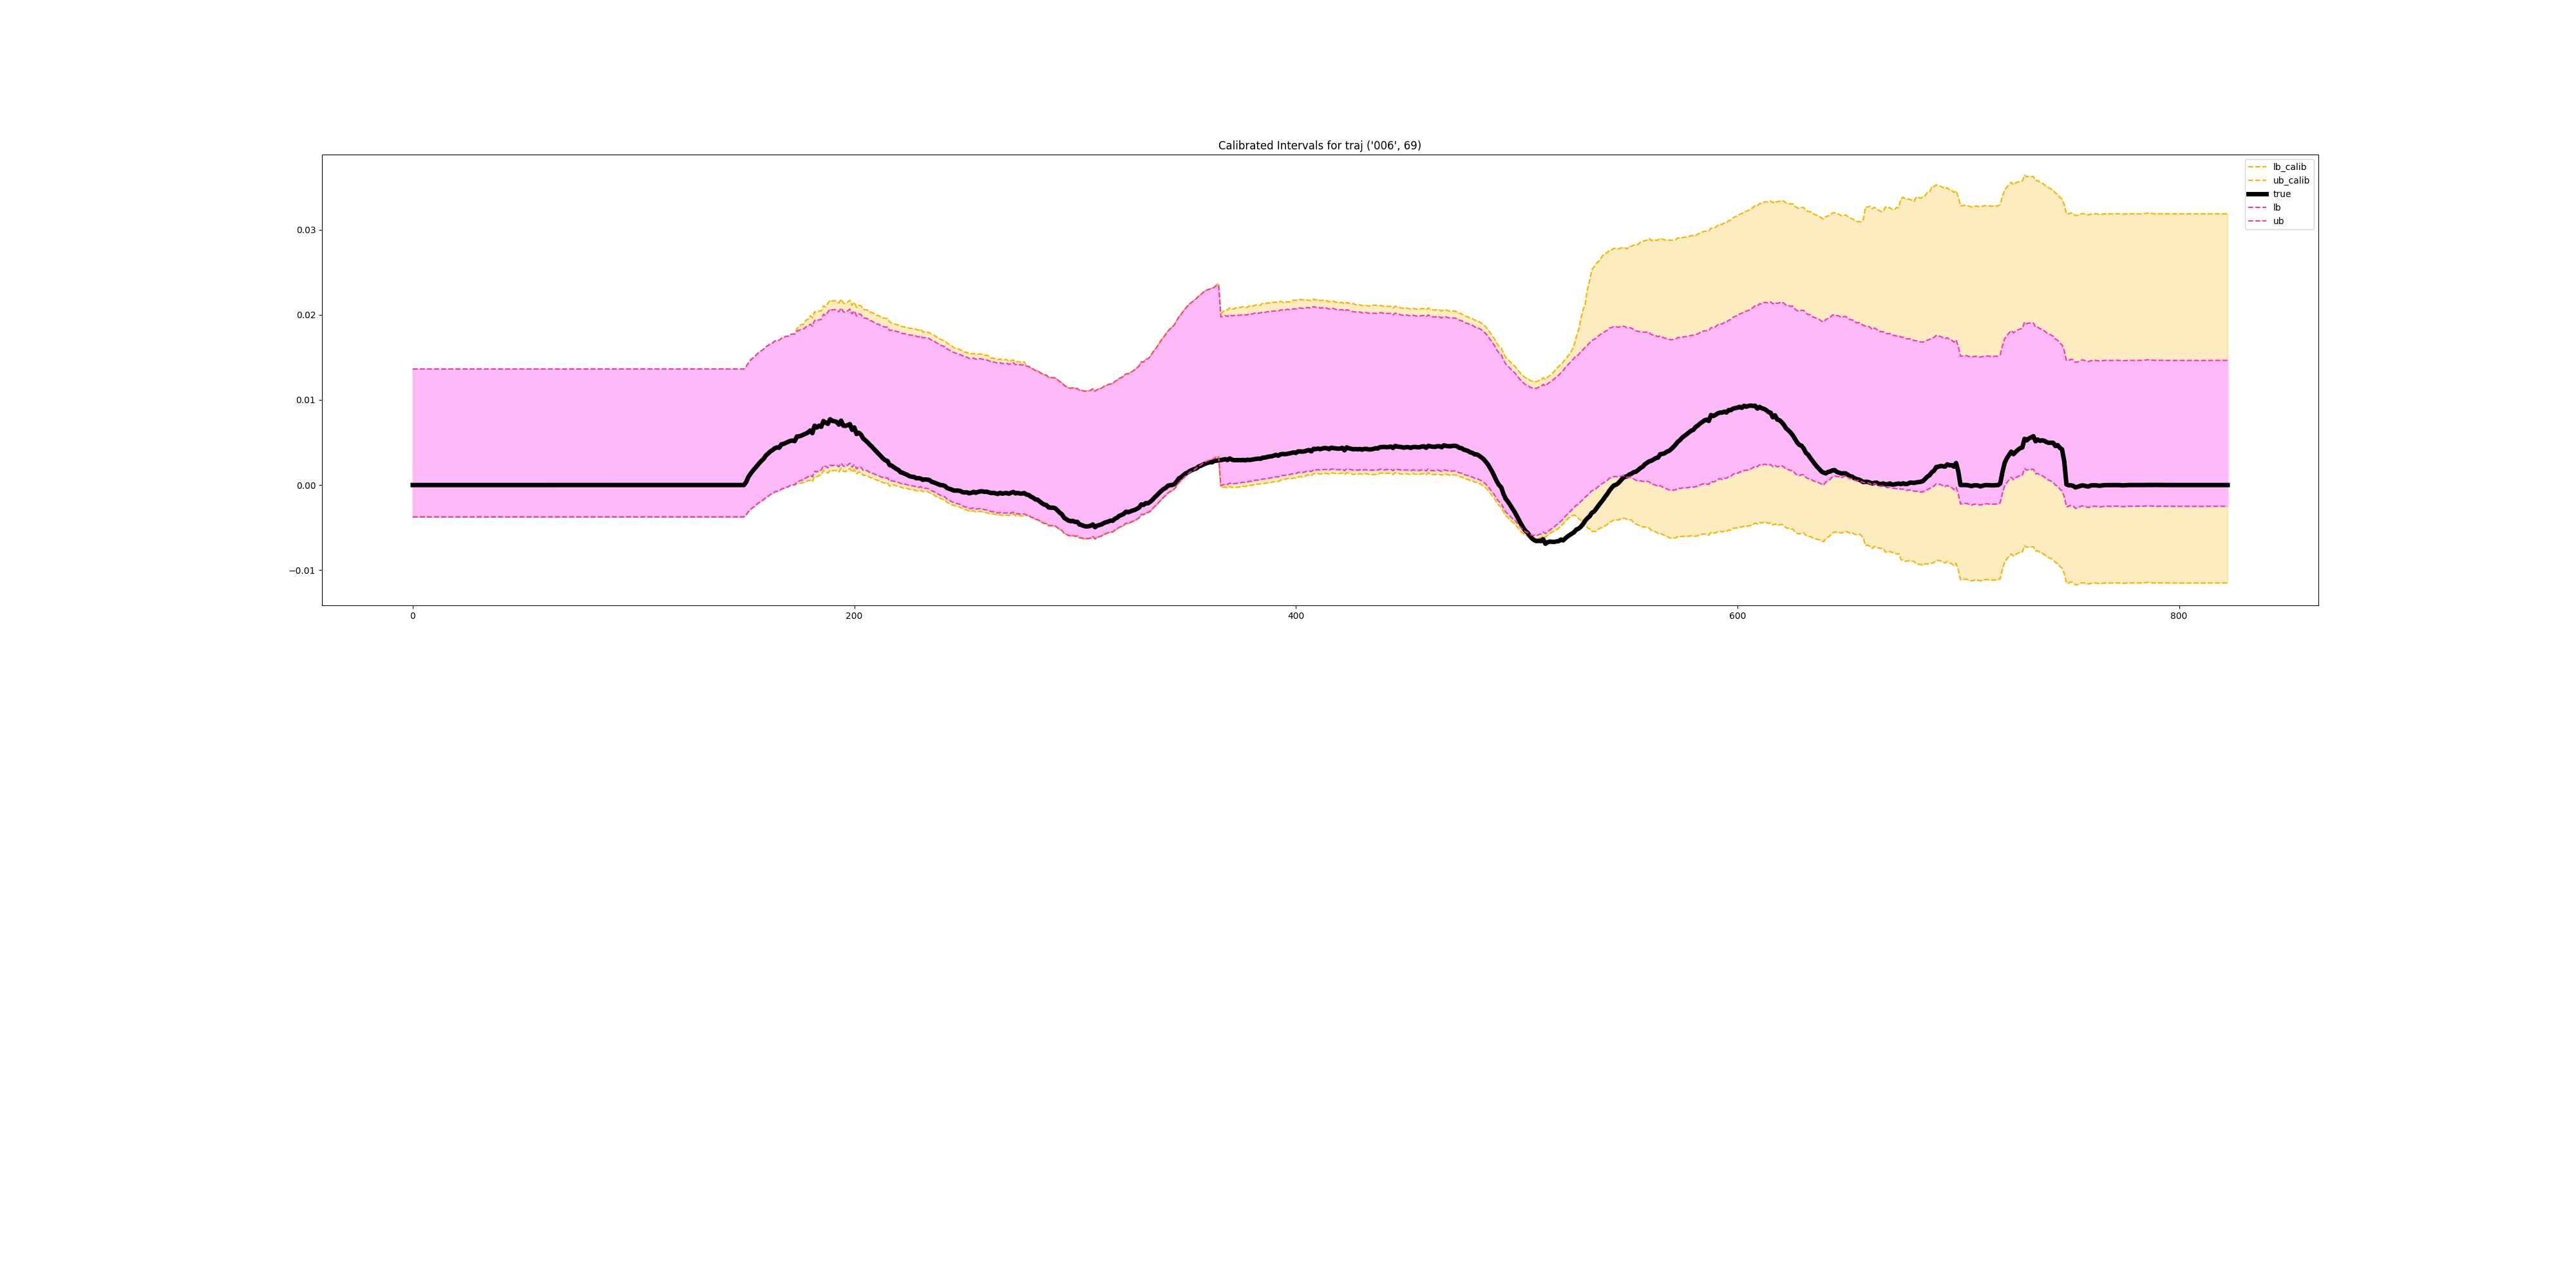 Calibrated Intervals for traj ('006', 69)
lb_calib
ub_calib
true
lb
ub
0.03
0.02
0.01
0.00
−0.01
0 200 400 600 800